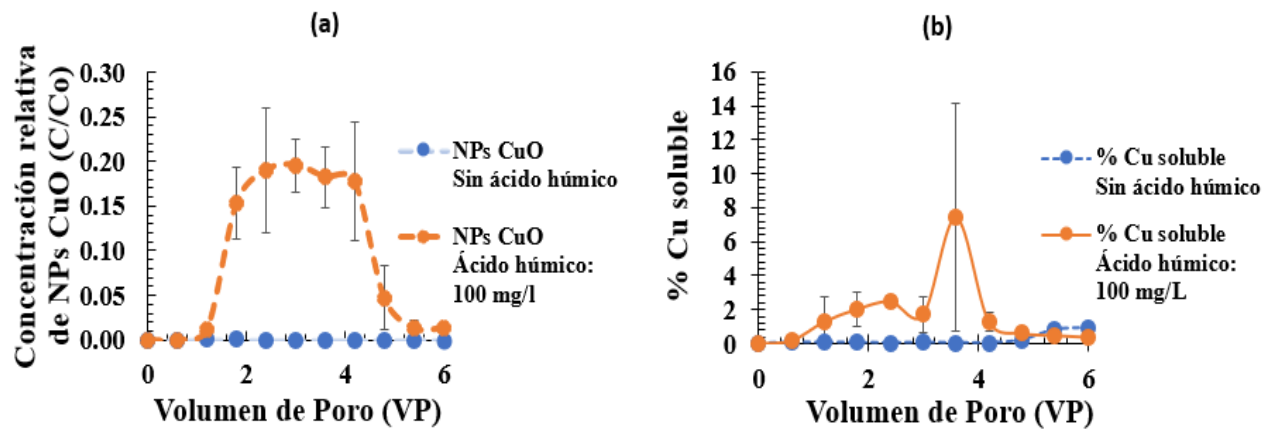 (a)
Concentración relativa
de NPs CuO (C/Co)
0.30
0.25
0.20
0.15
0.10
0.05
0.00
0 2 4 6
Volumen de Poro (VP)
NPs CuO
Sin ácido húmico
NPs CuO
Ácido húmico:
100 mg/l
(b)
% Cu soluble
16
14
12
10
8
6
4
2
0
0 2 4 6
Volumen de Poro (VP)
% Cu soluble
Sin ácido húmico
% Cu soluble
Ácido húmico:
100 mg/L